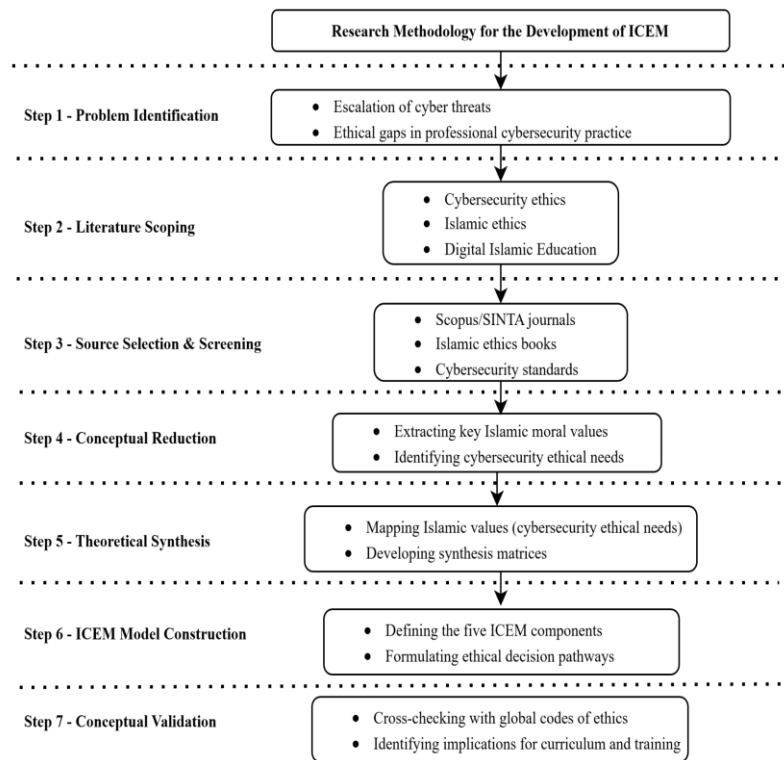 Research Methodology for the Development of ICEM
Step 1 - Problem Identification
• Escalation of cyber threats
• Ethical gaps in professional cybersecurity practice
Step 2 - Literature Scoping
• Cybersecurity ethics
• Islamic ethics
• Digital Islamic Education
Step 3 - Source Selection & Screening
• Scopus/SINTA journals
• Islamic ethics books
• Cybersecurity standards
Step 4 - Conceptual Reduction
• Extracting key Islamic moral values
• Identifying cybersecurity ethical needs
Step 5 - Theoretical Synthesis
• Mapping Islamic values (cybersecurity ethical needs)
• Developing synthesis matrices
Step 6 - ICEM Model Construction
• Defining the five ICEM components
• Formulating ethical decision pathways
Step 7 - Conceptual Validation
• Cross-checking with global codes of ethics
• Identifying implications for curriculum and training